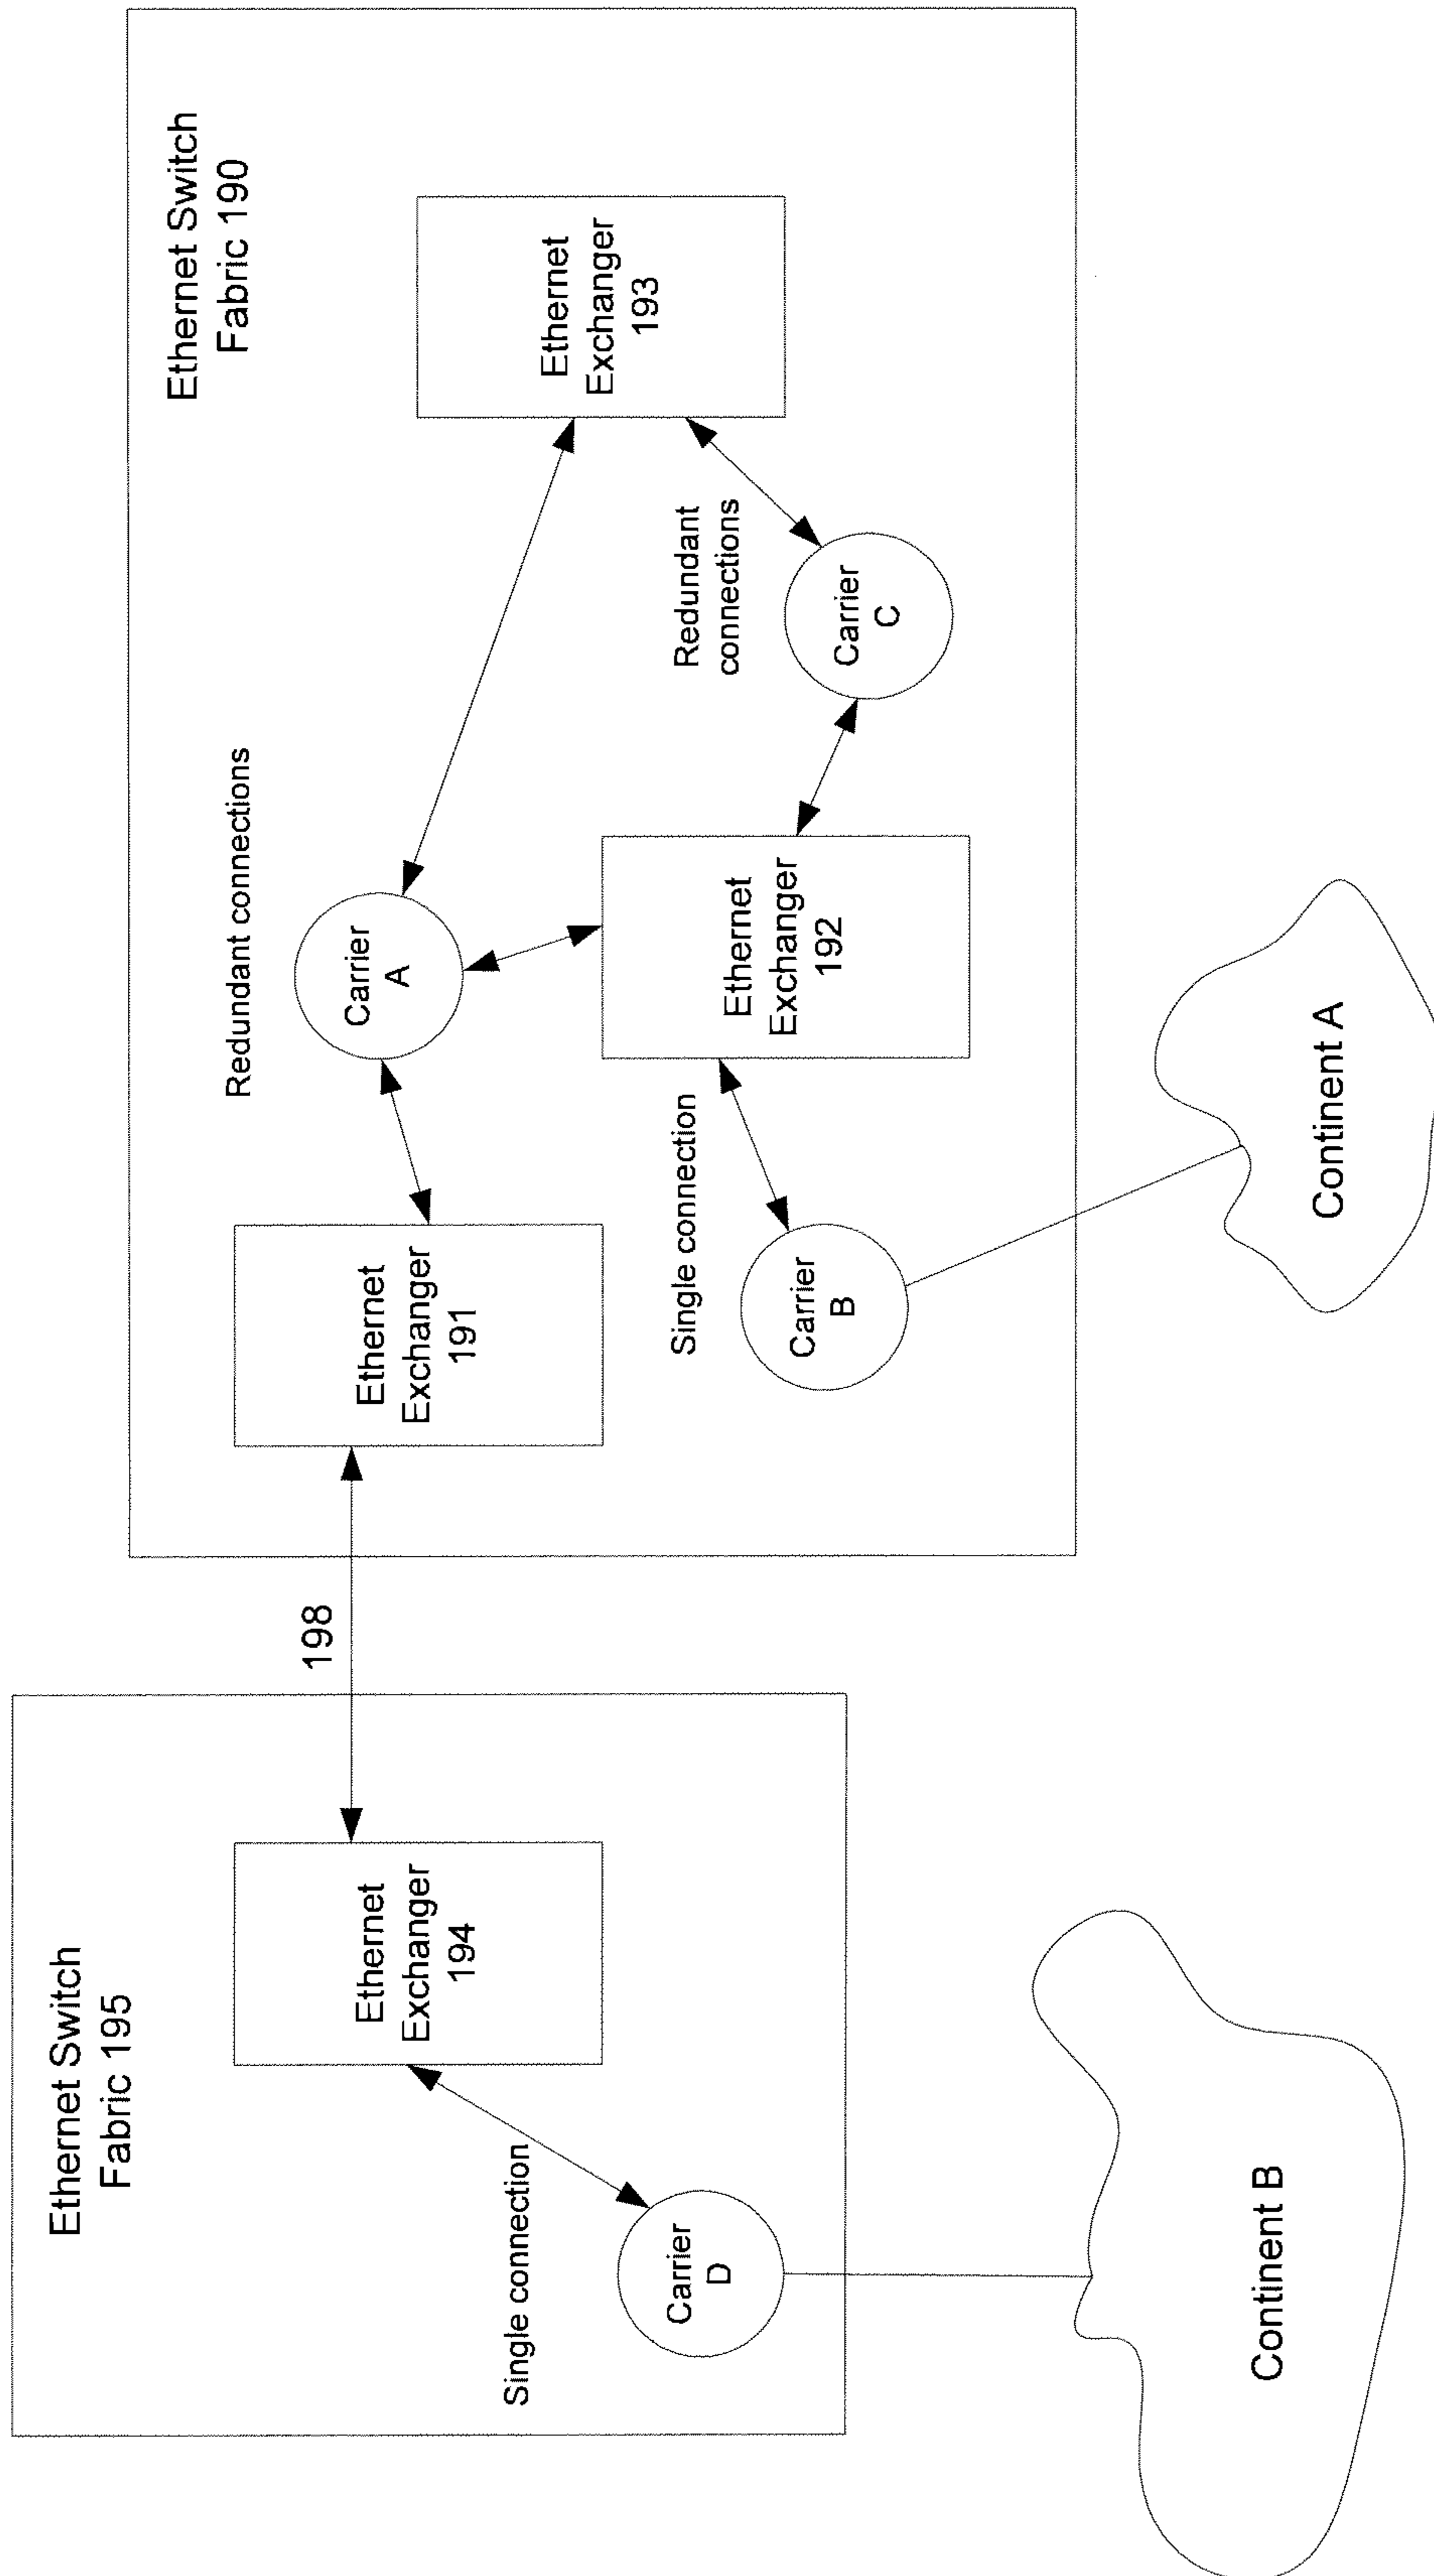 Ethernet Switch
Fabric 195
Ethernet
Exchanger
194
Single connection
Carrier
D
Continent B
198
Ethernet Switch
Fabric 190
Ethernet
Exchanger
191
Redundant connections
Carrier
A
Ethernet
Exchanger
193
Redundant
connections
Single connection
Ethernet
Exchanger
192
Carrier
C
Carrier
B
Continent A